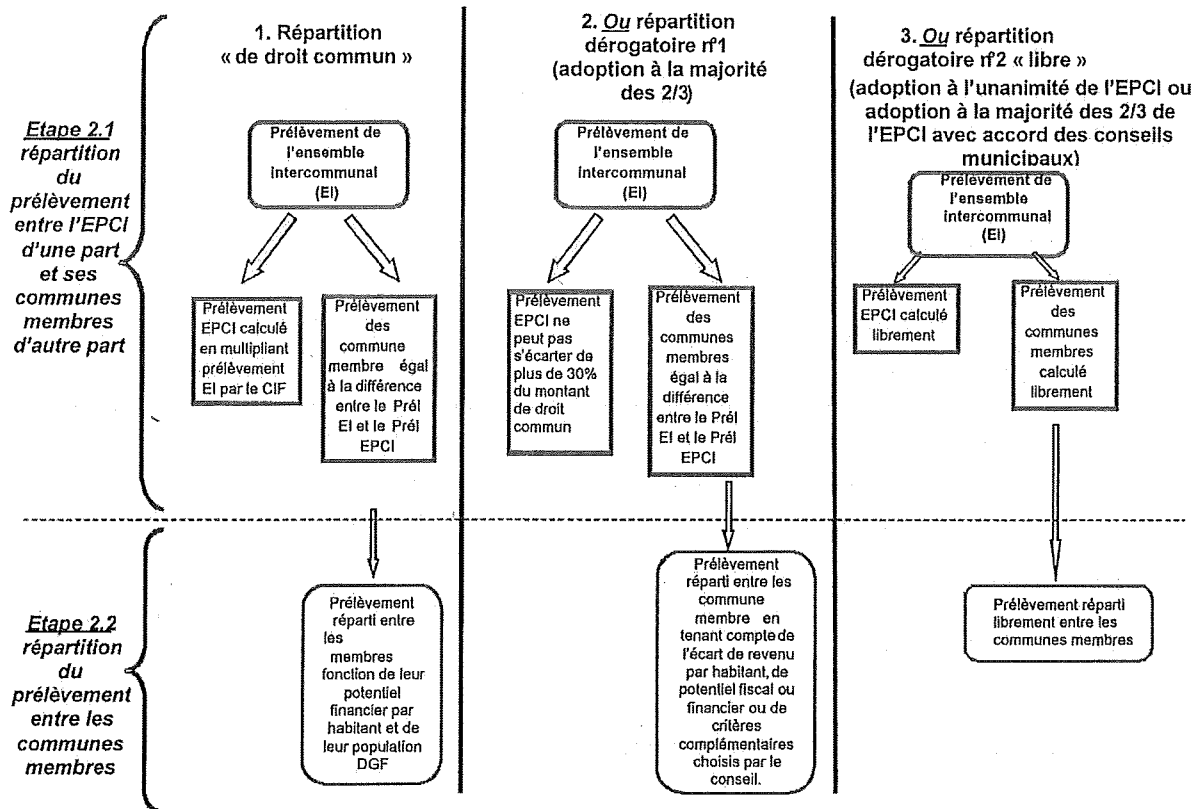 1. Répartition
« de droit commun »
2. Ou répartition
dérogatoire n°1
(adoption à la majorité
des 2/3)
3. Ou répartition
dérogatoire n°2 « libre »
(adoption à l'unanimité de l'EPCI ou
adoption à la majorité des 2/3 de
l'EPCI avec accord des conseils
municipaux)
Etape 2.1
répartition
du
prélèvement
entre l'EPCI
d'une part
et ses
communes
membres
d'autre part
Prélèvement de
l'ensemble
intercommunal
(EI)
Prélèvement
EPCI calculé
en multipliant
prélèvement
EI par le CIF
Prélèvement
des
commune
membre égal
à la différence
entre le Prél
EI et le Prél
EPCI
Prélèvement de
l'ensemble
intercommunal
(EI)
Prélèvement
EPCI ne
peut pas
s'écarter de
plus de 30%
du montant
de droit
commun
Prélèvement
des
communes
membres
égal à la
différence
entre le Prél
EI et le Prél
EPCI
Prélèvement de
l'ensemble
intercommunal
(EI)
Prélèvement
EPCI calculé
librement
Prélèvement
des
communes
membres
calculé
librement
Etape 2.2
répartition
du
prélèvement
entre les
communes
membres
Prélèvement
réparti entre
les
membres
fonction de leur
potentiel
financier par
habitant et de
leur population
DGF
Prélèvement
réparti entre les
commune
membre en
tenant compte de
l'écart de revenu
par habitant, de
potentiel fiscal ou
financier ou de
critères
complémentaires
choisis par le
conseil.
Prélèvement réparti
librement entre les
communes membres